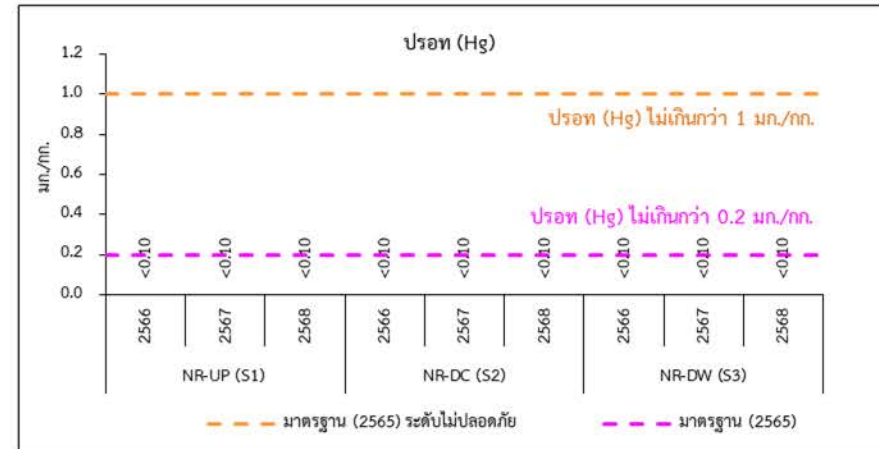 ปรอท (Hg)
1.2
1.0
0.8
0.6
0.4
0.2
0.0
มก./กก.
ปรอท (Hg) ไม่เกินกว่า 1 มก./กก.
ปรอท (Hg) ไม่เกินกว่า 0.2 มก./กก.
<0.10 <0.10 <0.10 <0.10 <0.10 <0.10 <0.10 <0.10 <0.10
2566 2567 2568 2566 2567 2568 2566 2567 2568
NR-UP (S1) NR-DC (S2) NR-DW (S3)
มาตรฐาน (2565) ระดับไม่ปลอดภัย มาตรฐาน (2565)